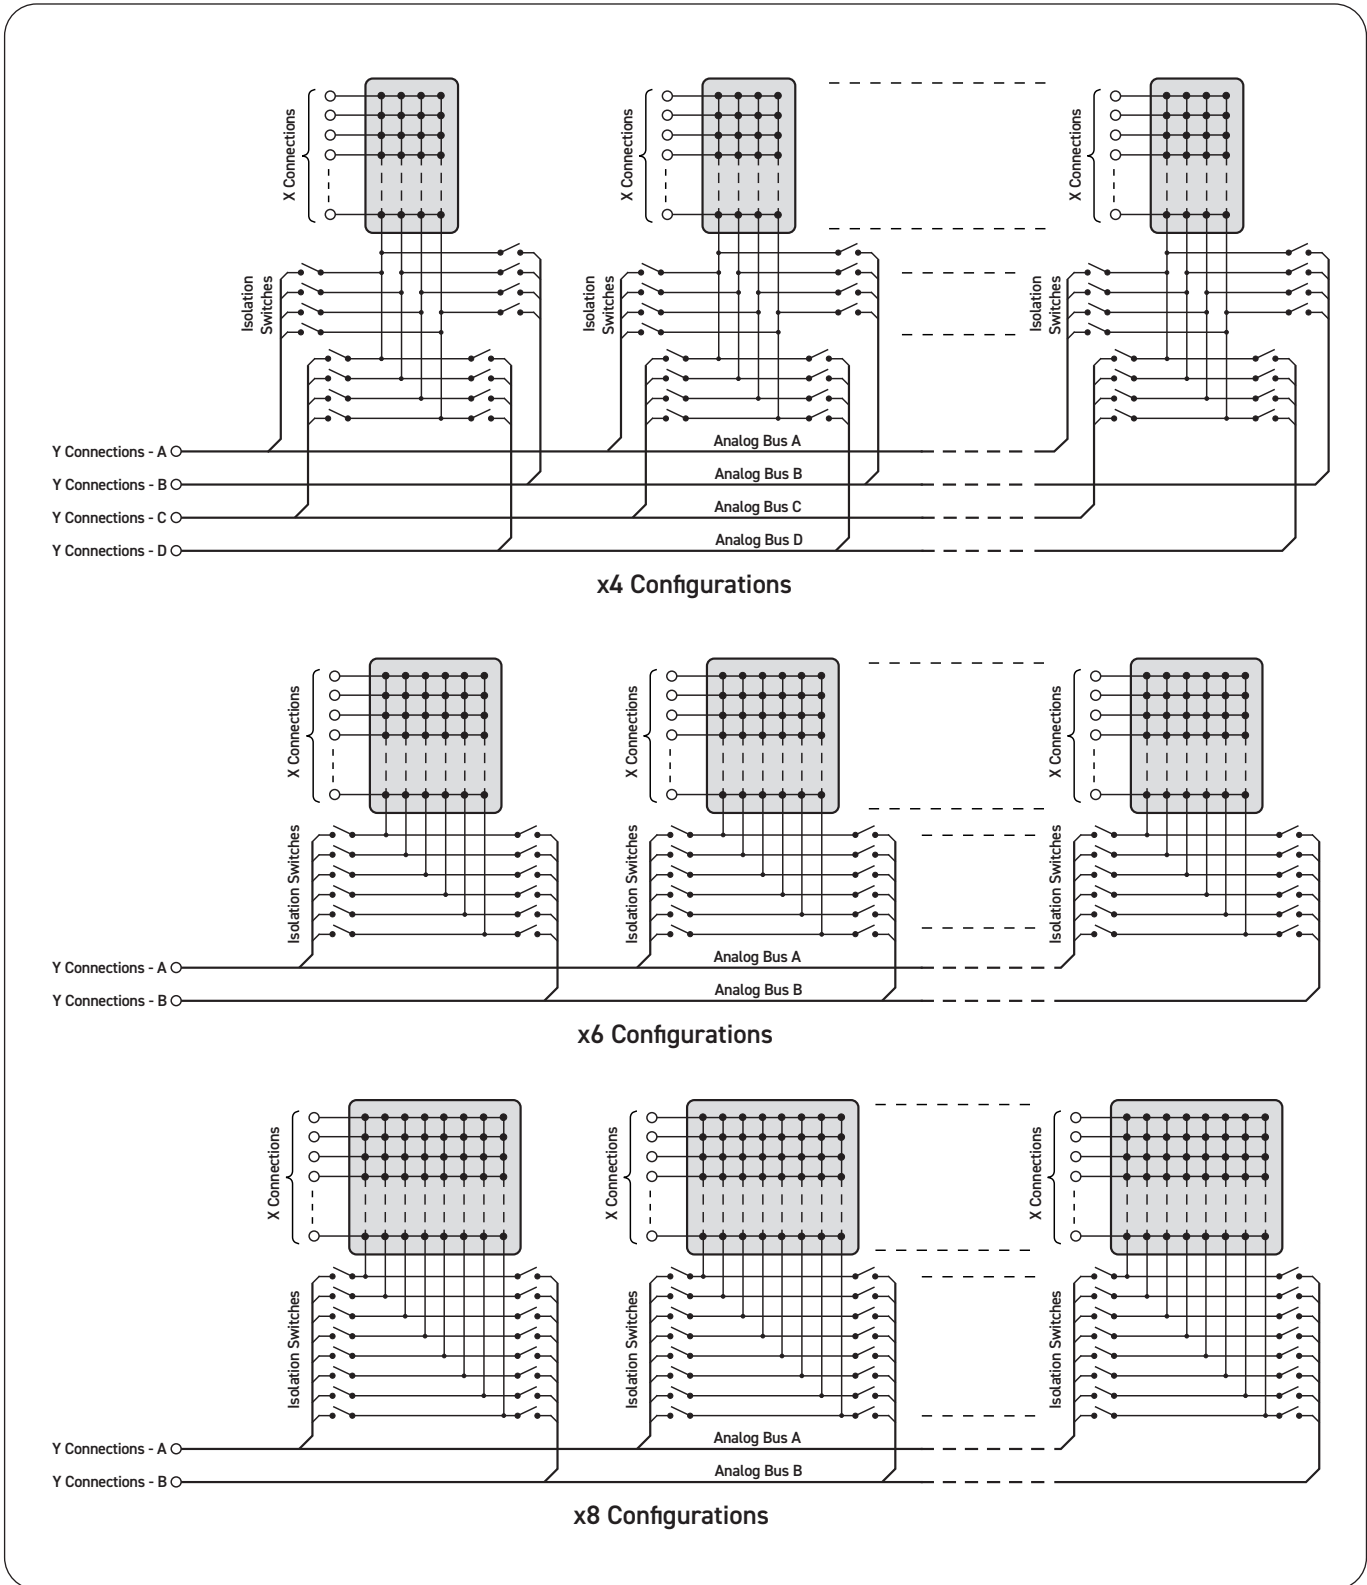 X Connections
X Connections
X Connections
Isolation
Switches
Isolation
Switches
Isolation
Switches
Y Connections - A
Analog Bus A
Y Connections - B
Analog Bus B
Y Connections - C
Analog Bus C
Y Connections - D
Analog Bus D
x4 Configurations
X Connections
X Connections
X Connections
Isolation Switches
Isolation Switches
Isolation Switches
Y Connections - A
Analog Bus A
Y Connections - B
Analog Bus B
x6 Configurations
X Connections
X Connections
X Connections
Isolation Switches
Isolation Switches
Isolation Switches
Y Connections - A
Analog Bus A
Y Connections - B
Analog Bus B
x8 Configurations